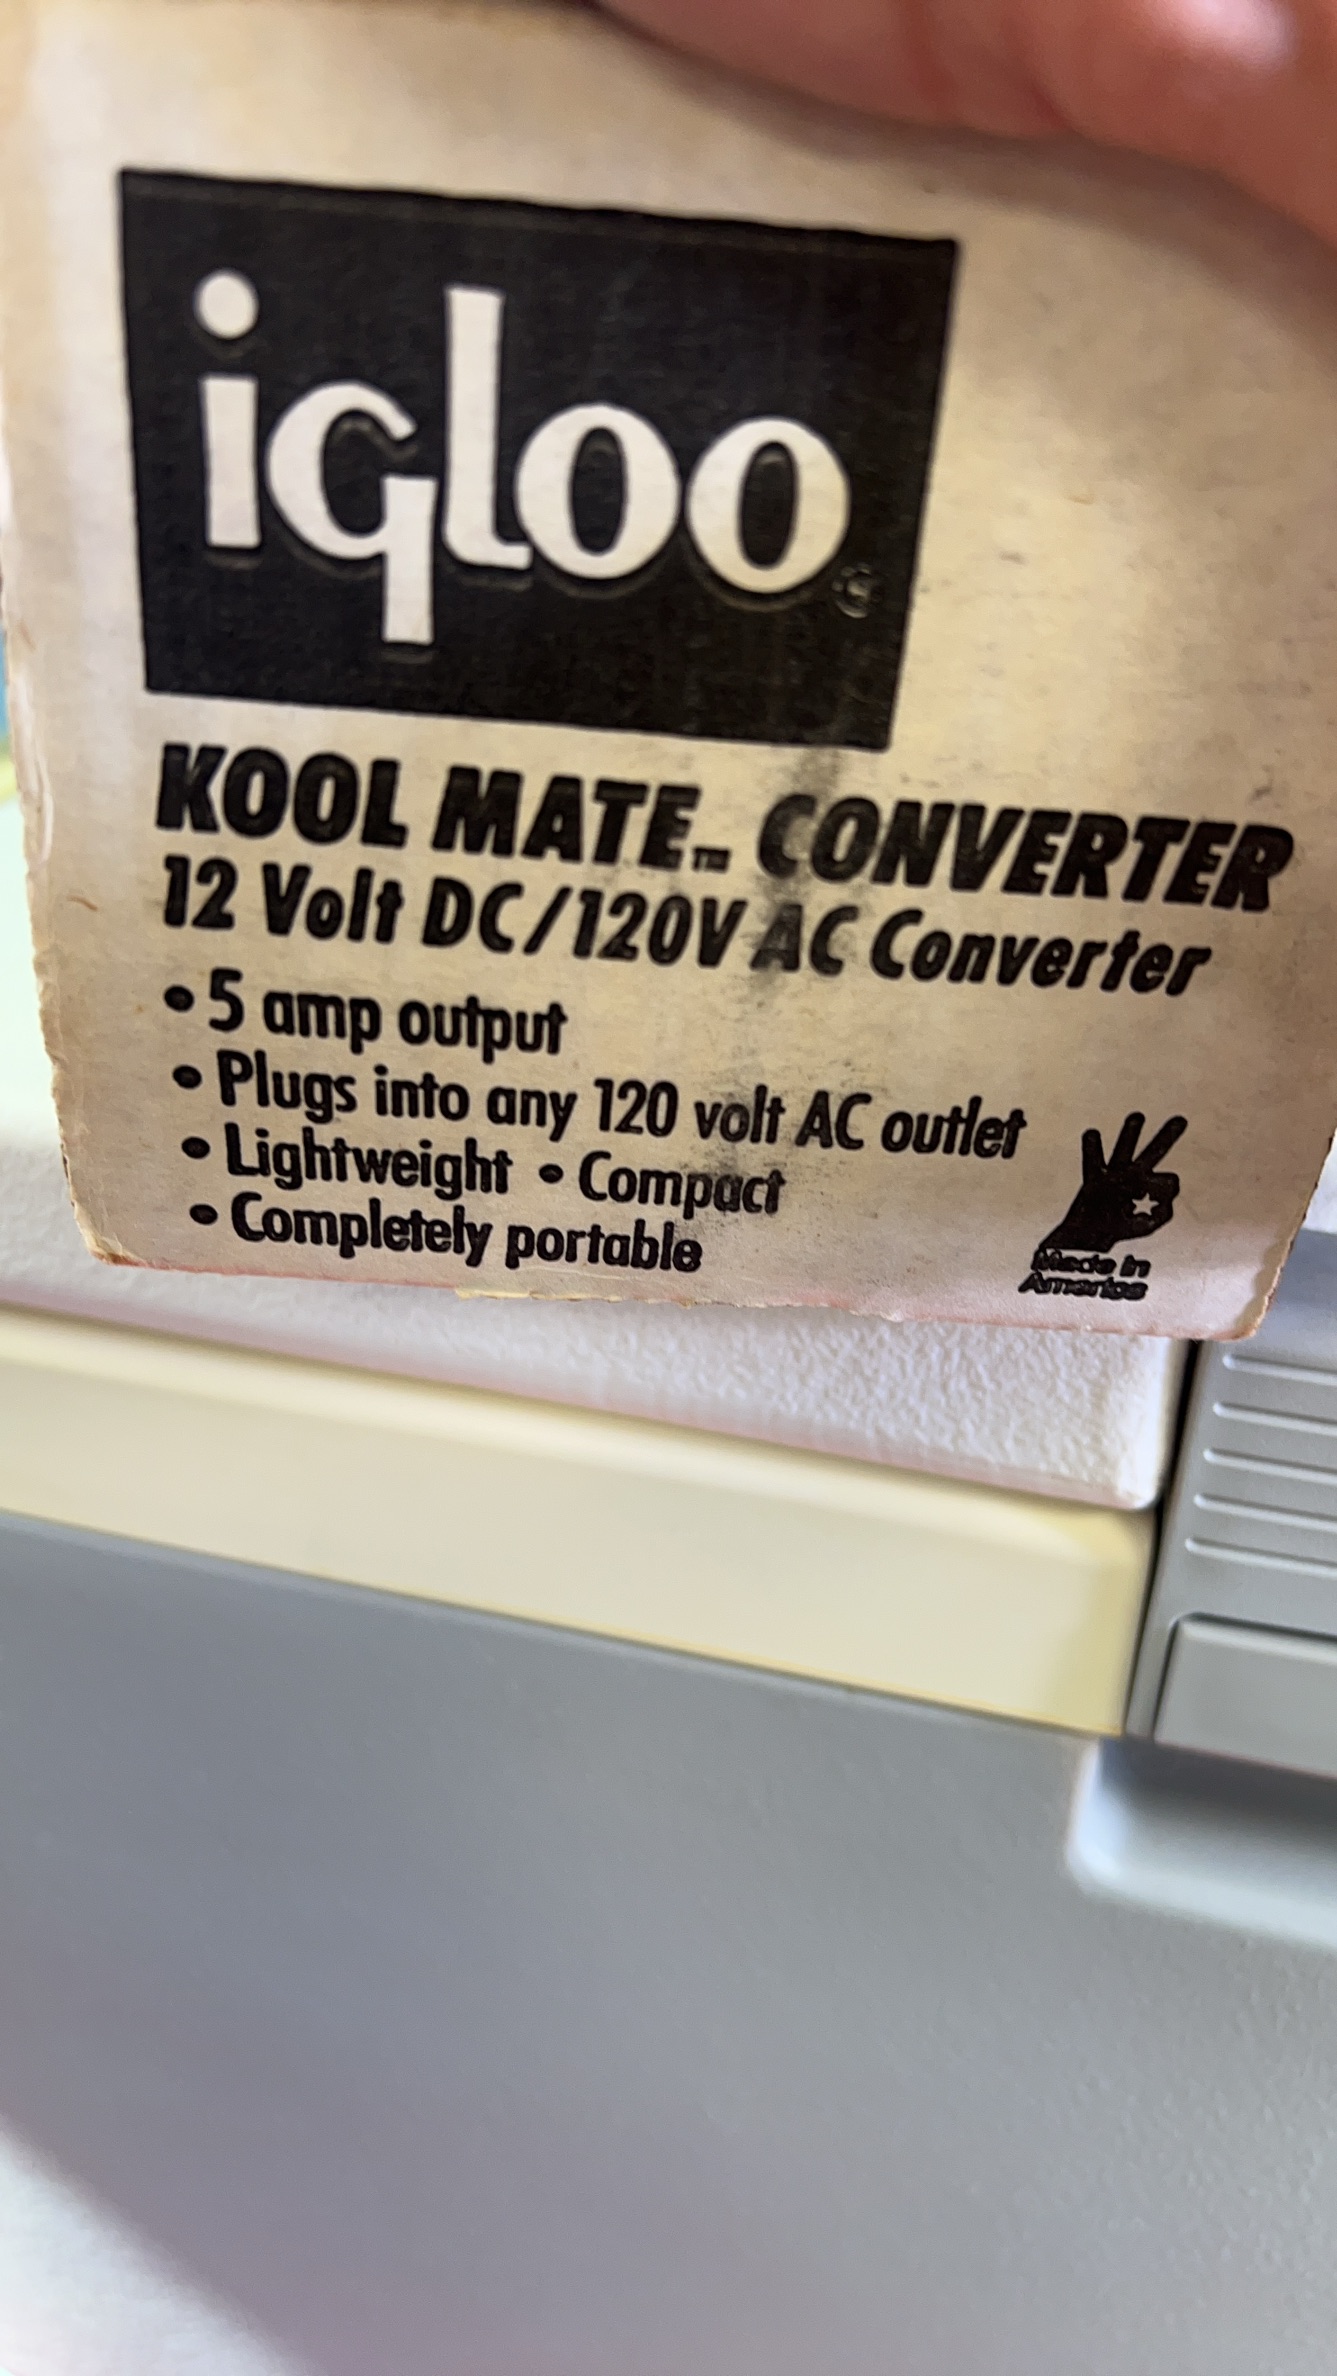 igloo®
KOOL MATE™ CONVERTER
12 Volt DC/120V AC Converter
• 5 amp output
• Plugs into any 120 volt AC outlet
• Lightweight • Compact
• Completely portable
Made in
America